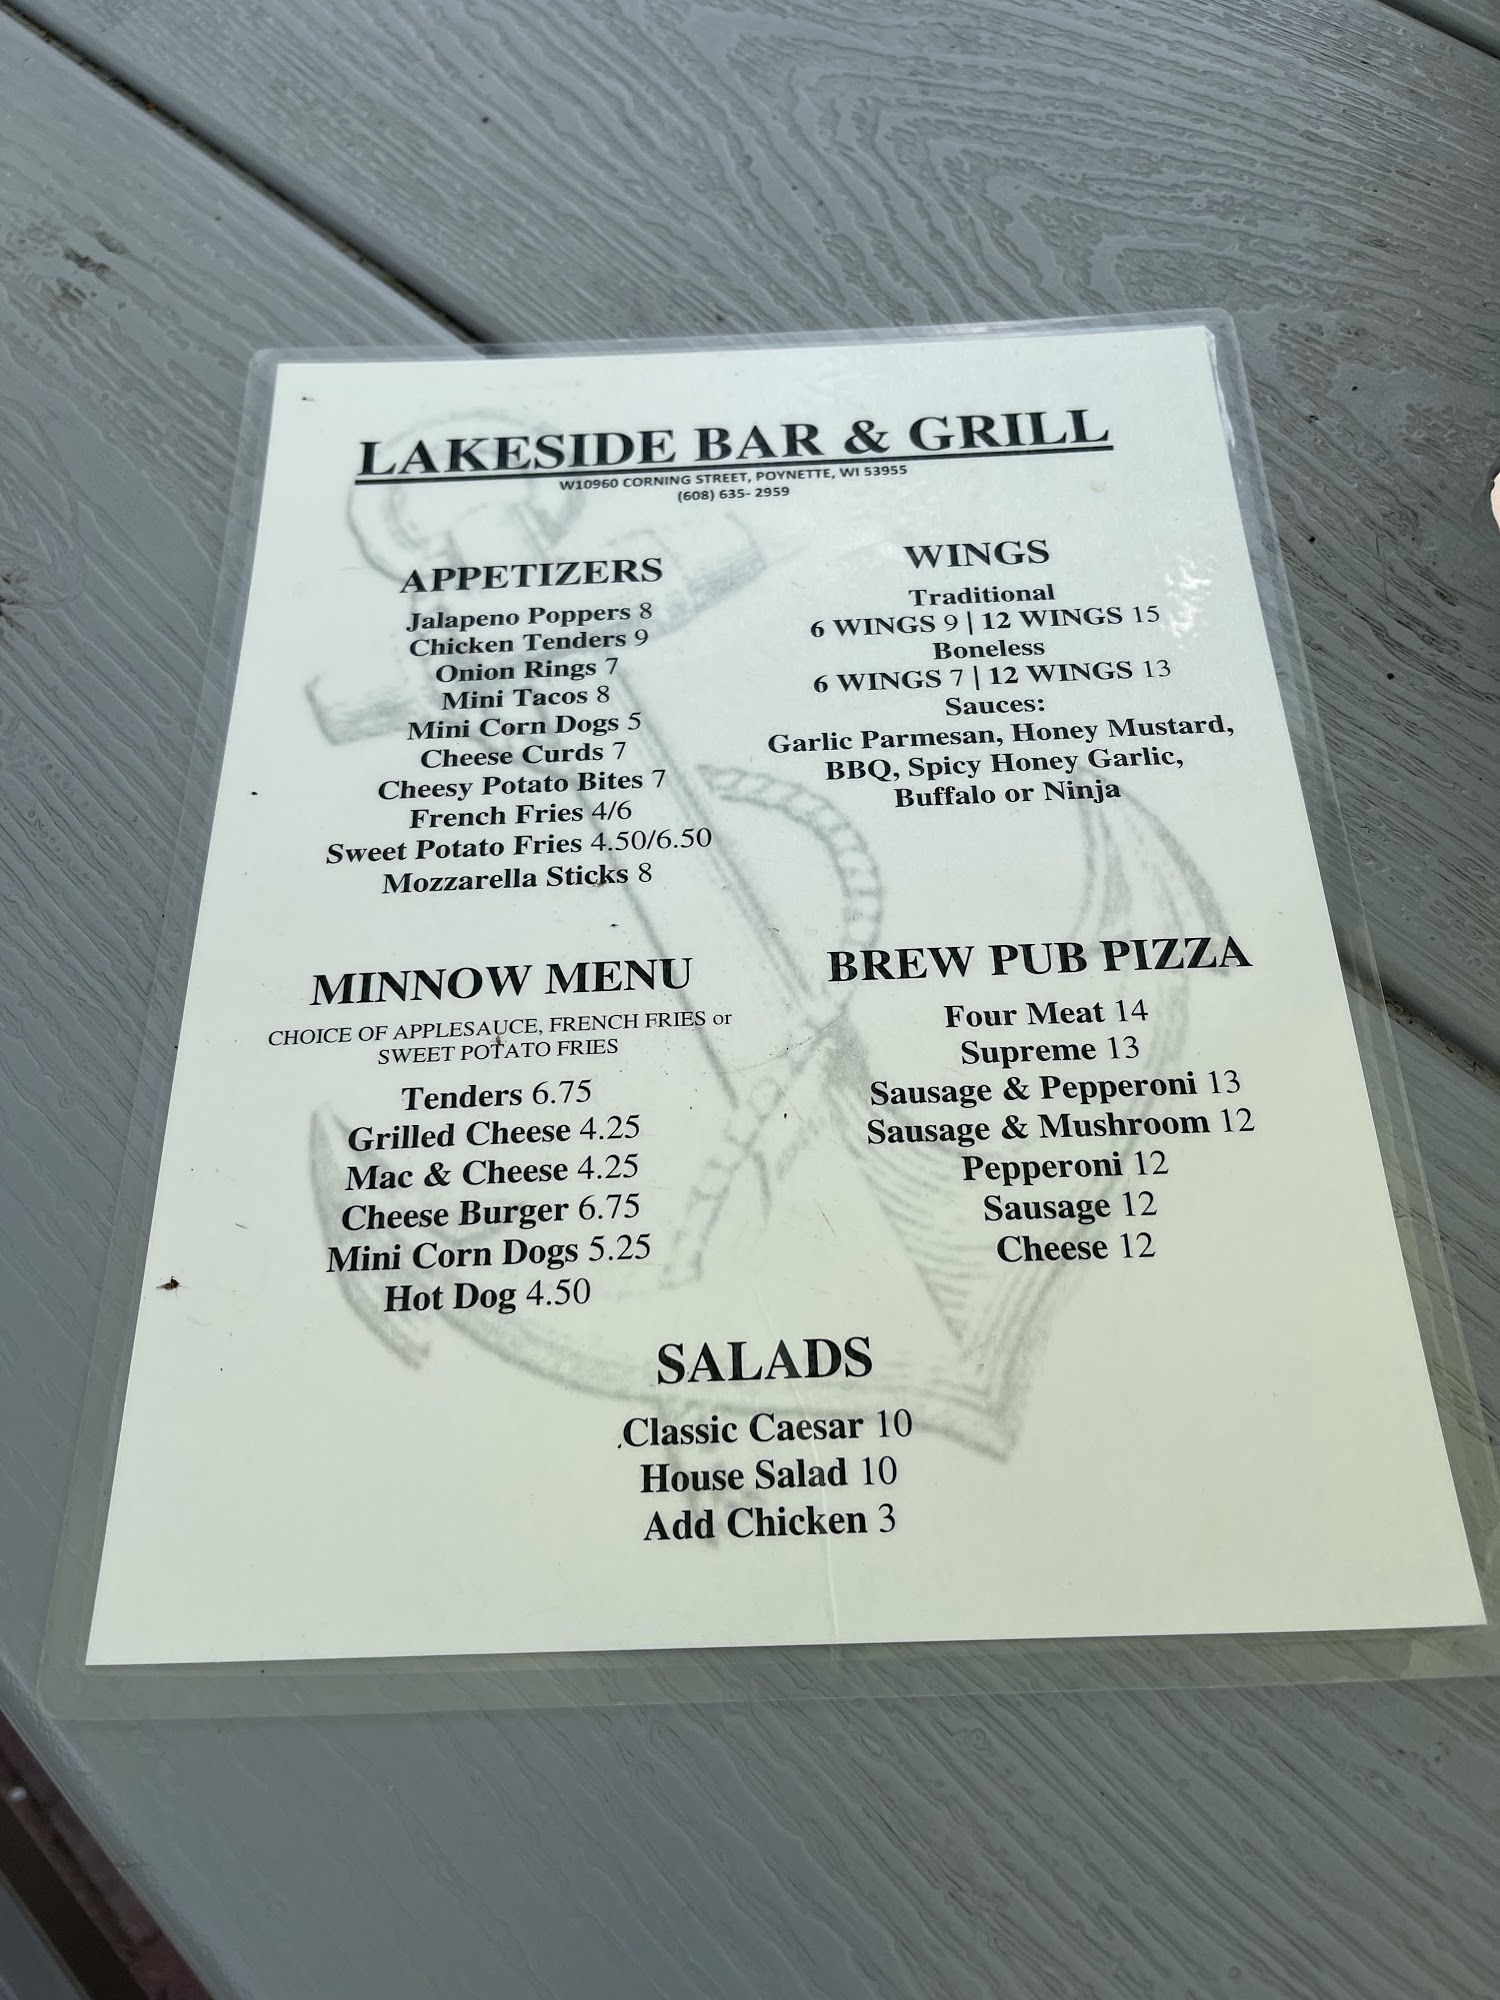 LAKESIDE BAR & GRILL
W10960 CORNING STREET, POYNETTE, WI 53955
(608) 635- 2959
APPETIZERS
Jalapeno Poppers 8
Chicken Tenders 9
Onion Rings 7
Mini Tacos 8
Mini Corn Dogs 5
Cheese Curds 7
Cheesy Potato Bites 7
French Fries 4/6
Sweet Potato Fries 4.50/6.50
Mozzarella Sticks 8
WINGS
Traditional
6 WINGS 9 | 12 WINGS 15
Boneless
6 WINGS 7 | 12 WINGS 13
Sauces:
Garlic Parmesan, Honey Mustard,
BBQ, Spicy Honey Garlic,
Buffalo or Ninja
MINNOW MENU
CHOICE OF APPLESAUCE, FRENCH FRIES or
SWEET POTATO FRIES
Tenders 6.75
Grilled Cheese 4.25
Mac & Cheese 4.25
Cheese Burger 6.75
Mini Corn Dogs 5.25
Hot Dog 4.50
BREW PUB PIZZA
Four Meat 14
Supreme 13
Sausage & Pepperoni 13
Sausage & Mushroom 12
Pepperoni 12
Sausage 12
Cheese 12
SALADS
Classic Caesar 10
House Salad 10
Add Chicken 3